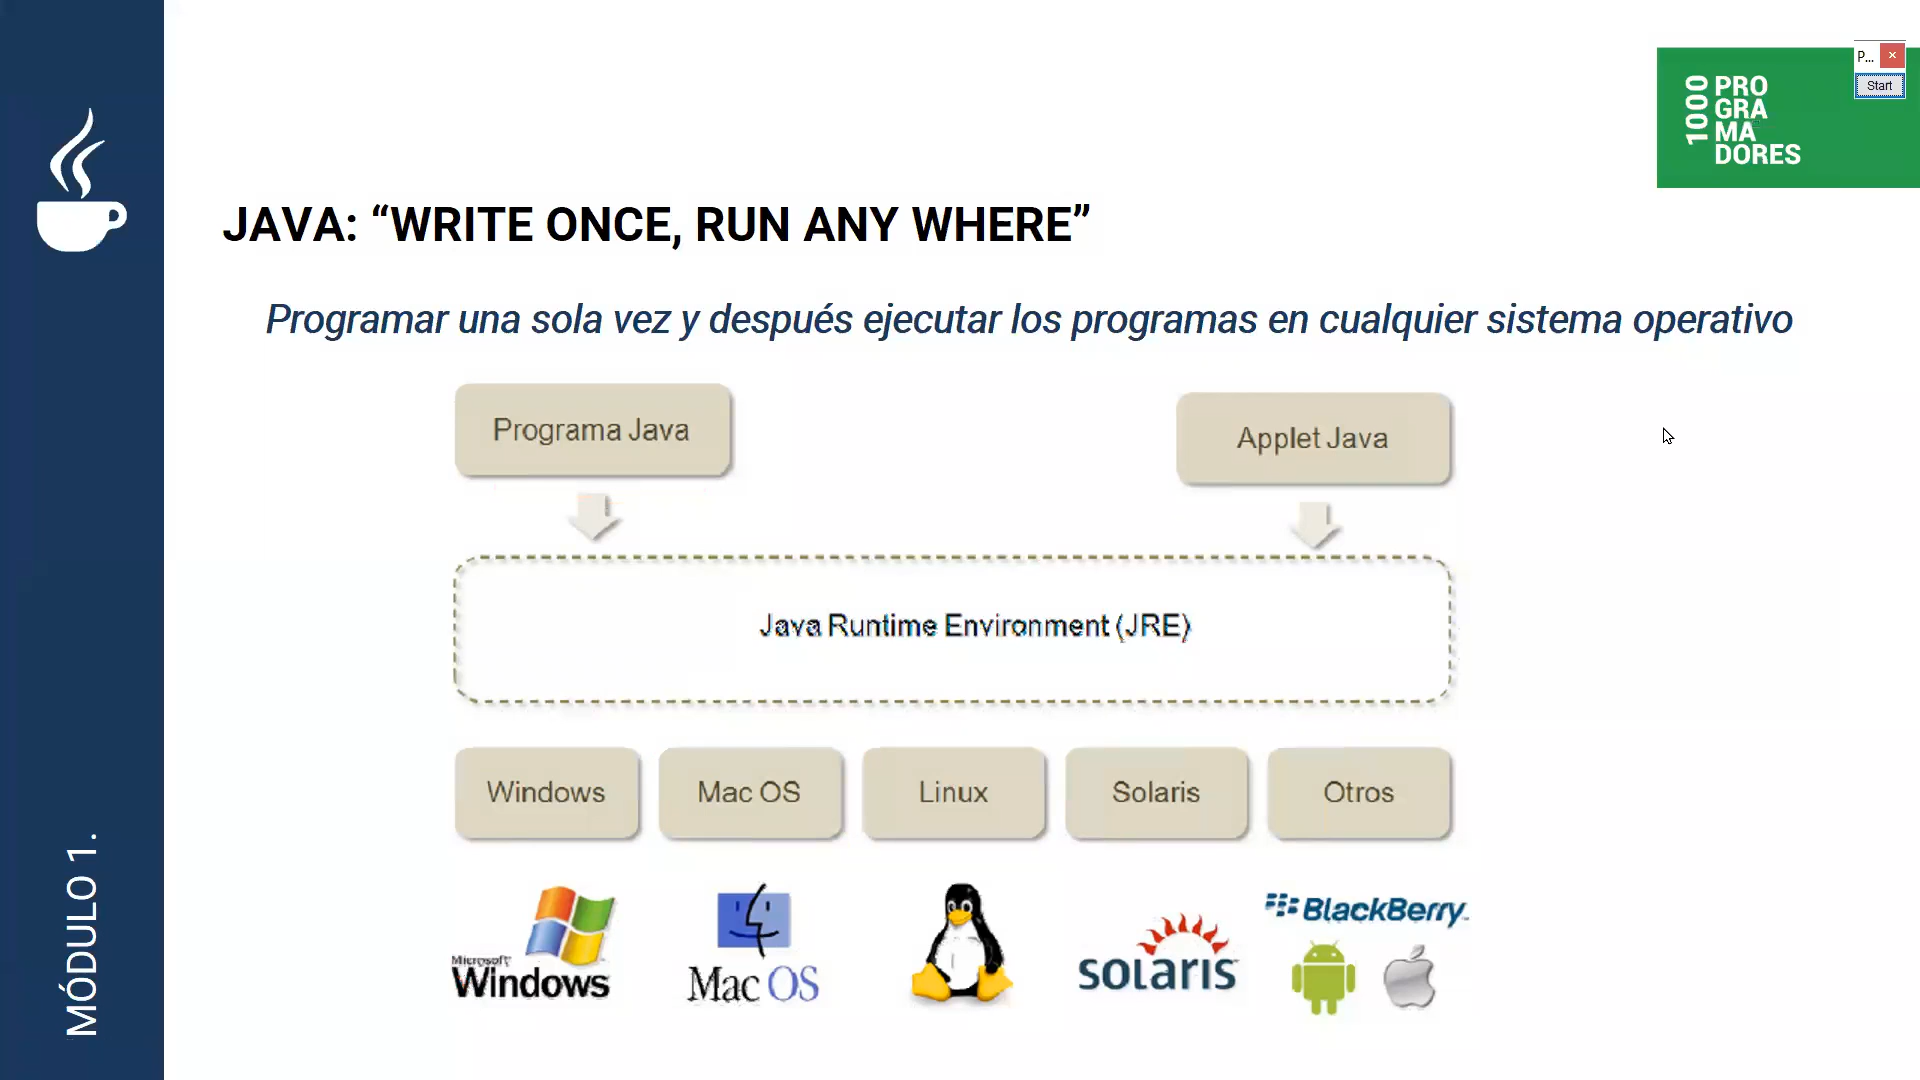 P...
Start
1000
PRO
GRA
MA
DORES
JAVA: “WRITE ONCE, RUN ANY WHERE”
Programar una sola vez y después ejecutar los programas en cualquier sistema operativo
Programa Java
Applet Java
Java Runtime Environment (JRE)
Windows
Mac OS
Linux
Solaris
Otros
Microsoft
Windows
Mac OS
solaris
BlackBerry
MÓDULO 1.